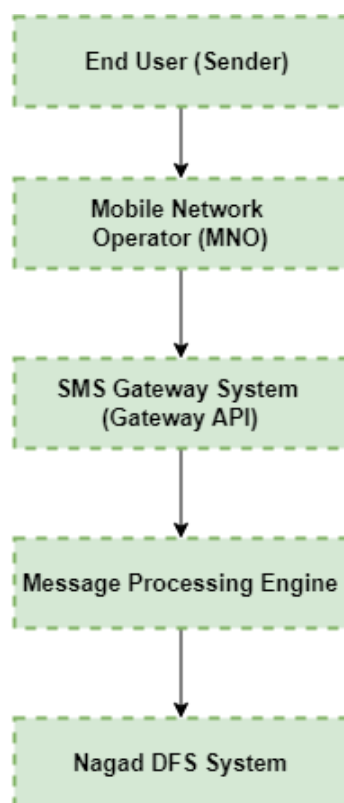 End User (Sender)
Mobile Network
Operator (MNO)
SMS Gateway System
(Gateway API)
Message Processing Engine
Nagad DFS System